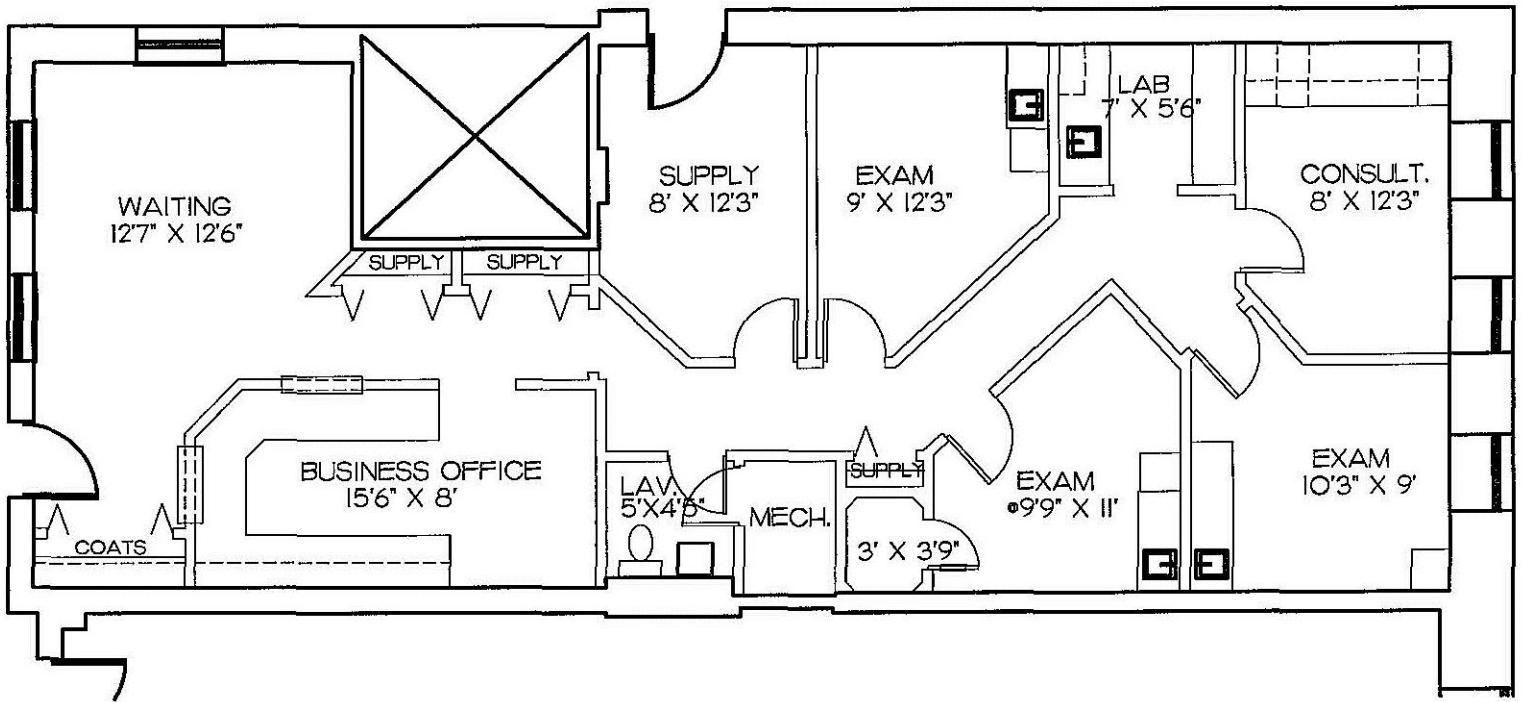 LAB
7' X 5'6"
SUPPLY
8' X 12'3"
EXAM
9' X 12'3"
CONSULT.
8' X 12'3"
WAITING
12'7" X 12'6"
SUPPLY
SUPPLY
BUSINESS OFFICE
15'6" X 8'
LAV.
5'X4'6"
MECH.
SUPPLY
3' X 3'9"
EXAM
9'9" X 11'
EXAM
10'3" X 9'
COATS